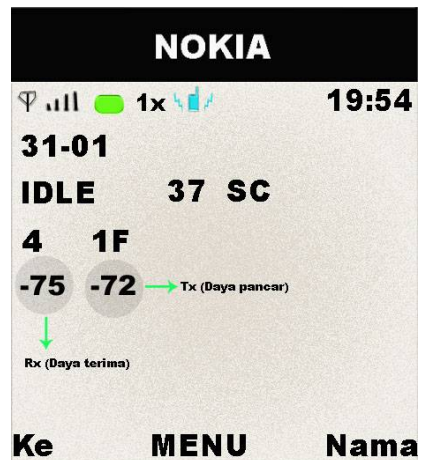 NOKIA
1x 19:54
31-01
IDLE 37 SC
4 1F
-75 -72 Tx (Daya pancar)
Rx (Daya terima)
Ke MENU Nama